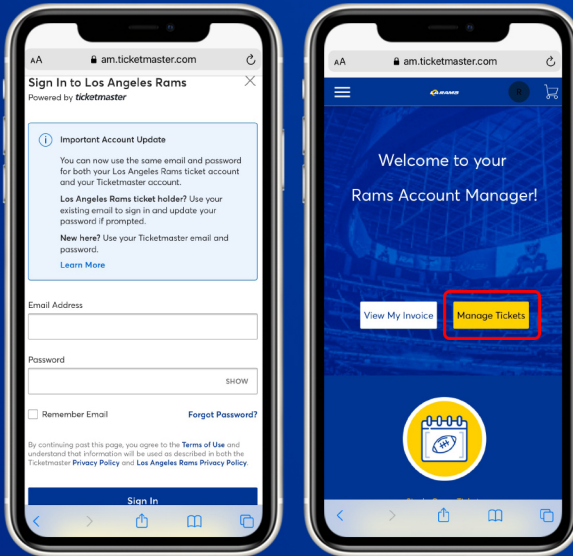 AA am.ticketmaster.com
Sign In to Los Angeles Rams
Powered by ticketmaster
Important Account Update
You can now use the same email and password
for both your Los Angeles Rams ticket account
and your Ticketmaster account.
Los Angeles Rams ticket holder? Use your
existing email to sign in and update your
password if prompted.
New here? Use your Ticketmaster email and
password.
Learn More
Email Address
Password
SHOW
Remember Email Forgot Password?
By continuing past this page, you agree to the Terms of Use and
understand that information will be used as described in both the
Ticketmaster Privacy Policy and Los Angeles Rams Privacy Policy.
Sign In
AA am.ticketmaster.com
RAMS
Welcome to your
Rams Account Manager!
View My Invoice Manage Tickets